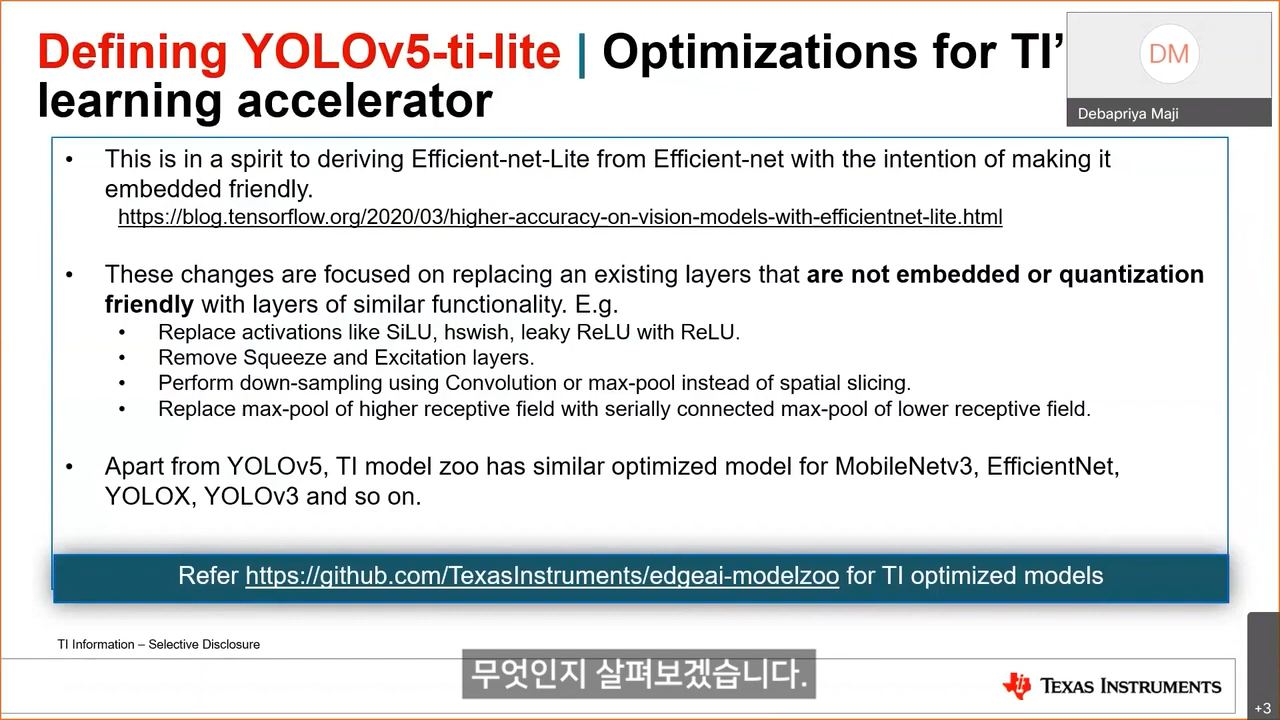 Defining YOLOv5-ti-lite | Optimizations for TI'
learning accelerator
DM
Debapriya Maji
• This is in a spirit to deriving Efficient-net-Lite from Efficient-net with the intention of making it
embedded friendly.
https://blog.tensorflow.org/2020/03/higher-accuracy-on-vision-models-with-efficientnet-lite.html
• These changes are focused on replacing an existing layers that are not embedded or quantization
friendly with layers of similar functionality. E.g.
• Replace activations like SiLU, hswish, leaky ReLU with ReLU.
• Remove Squeeze and Excitation layers.
• Perform down-sampling using Convolution or max-pool instead of spatial slicing.
• Replace max-pool of higher receptive field with serially connected max-pool of lower receptive field.
• Apart from YOLOv5, TI model zoo has similar optimized model for MobileNetv3, EfficientNet,
YOLOX, YOLOv3 and so on.
Refer https://github.com/TexasInstruments/edgeai-modelzoo for TI optimized models
TI Information – Selective Disclosure
무엇인지 살펴보겠습니다.
TEXAS INSTRUMENTS
+3